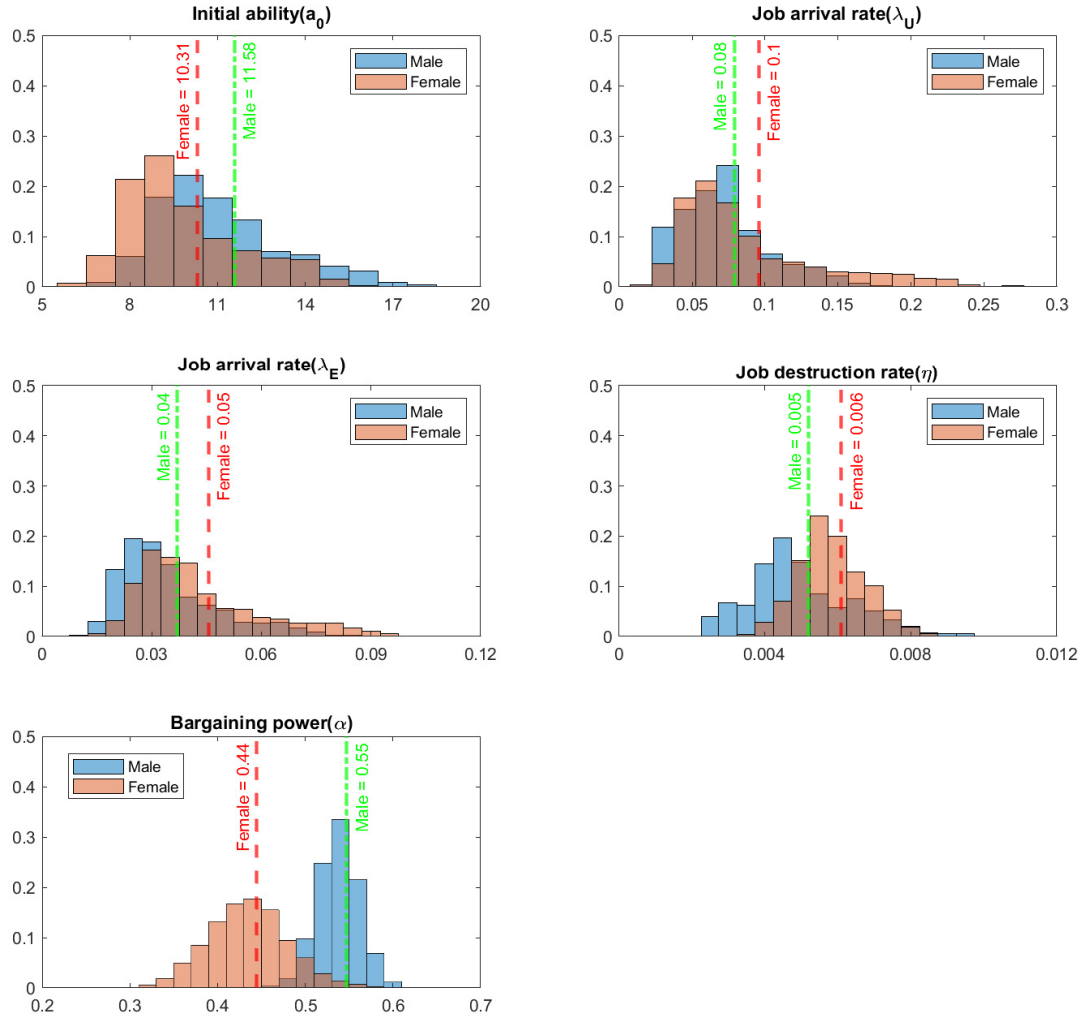 Initial ability(a0)
0.5
0.4
0.3
0.2
0.1
0
5
8
11
14
17
20
Female = 10.31
Male = 11.58
Male
Female
Job arrival rate(λU)
0.5
0.4
0.3
0.2
0.1
0
0.05
0.1
0.15
0.2
0.25
0.3
Male = 0.08
Female = 0.1
Male
Female
Job arrival rate(λE)
0.5
0.4
0.3
0.2
0.1
0
0
0.03
0.06
0.09
0.12
Male = 0.04
Female = 0.05
Male
Female
Job destruction rate(η)
0.5
0.4
0.3
0.2
0.1
0
0
0.004
0.008
0.012
Male = 0.005
Female = 0.006
Male
Female
Bargaining power(α)
0.5
0.4
0.3
0.2
0.1
0
0.2
0.3
0.4
0.5
0.6
0.7
Female = 0.44
Male = 0.55
Male
Female